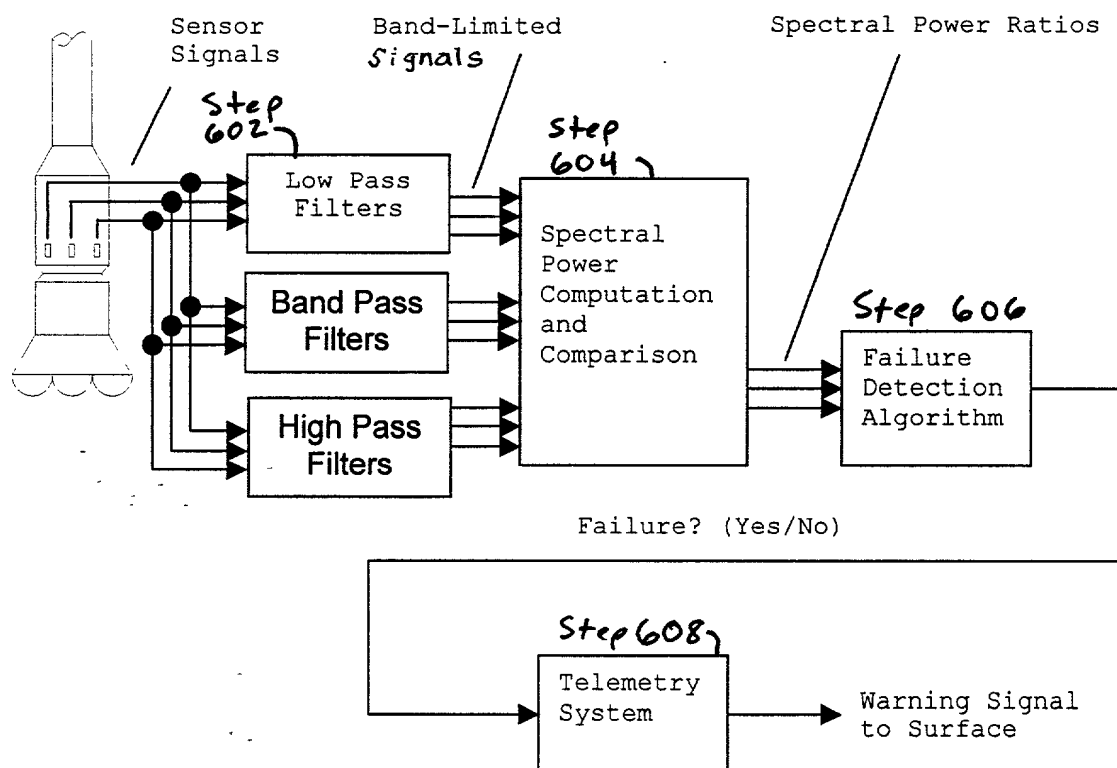 Sensor
Signals
Band-Limited
Signals
Spectral Power Ratios
Step
602
Low Pass
Filters
Step
604
Spectral
Power
Computation
and
Comparison
Band Pass
Filters
High Pass
Filters
Step 606
Failure
Detection
Algorithm
Failure? (Yes/No)
Step 608
Telemetry
System
Warning Signal
to Surface